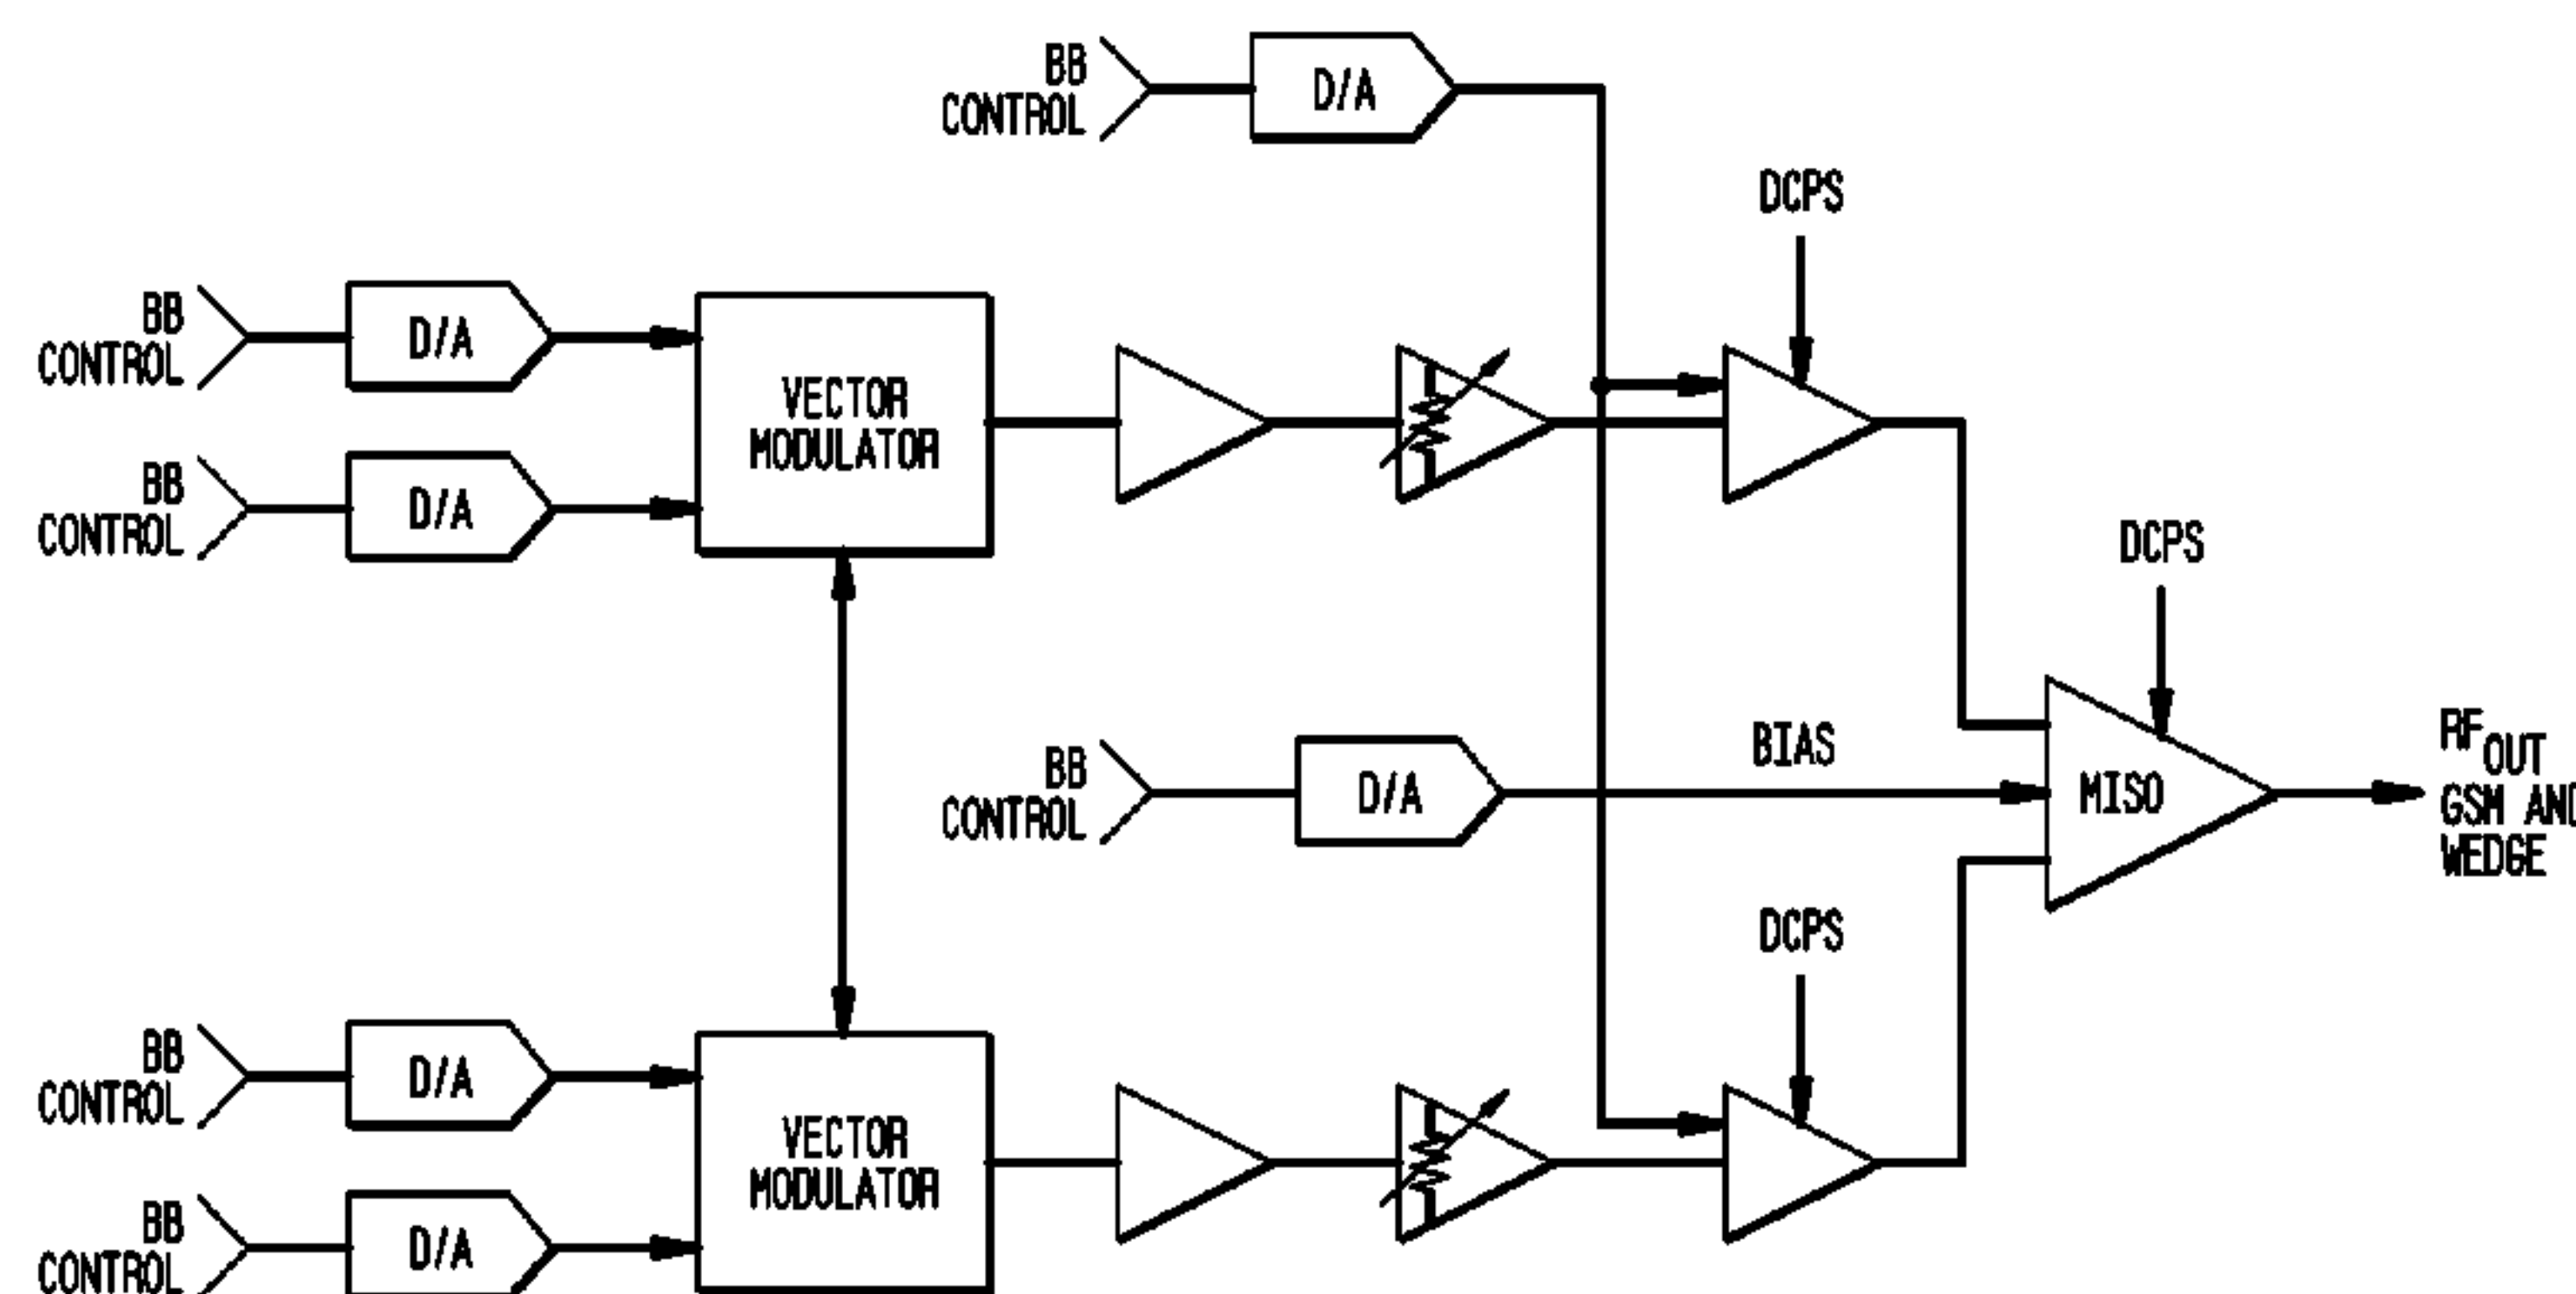 BB
CONTROL
D/A
DCPS
BB
CONTROL
D/A
BB
CONTROL
D/A
VECTOR
MODULATOR
DCPS
BB
CONTROL
D/A
BIAS
MISO
RF OUT
GSM AND
WEDGE
DCPS
BB
CONTROL
D/A
BB
CONTROL
D/A
VECTOR
MODULATOR